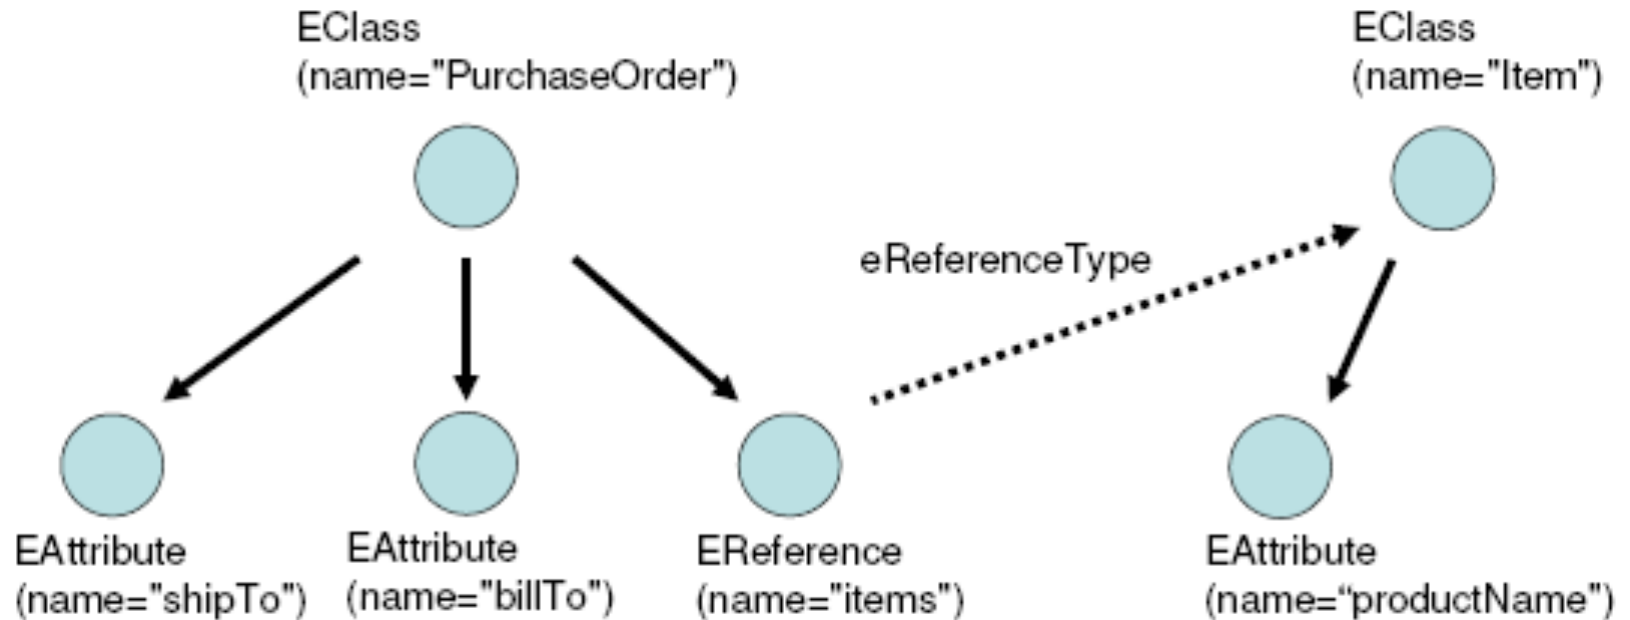 EClass
(name="PurchaseOrder")
EClass
(name="Item")
eReferenceType
EAttribute
(name="shipTo")
EAttribute
(name="billTo")
EReference
(name="items")
EAttribute
(name=“productName")